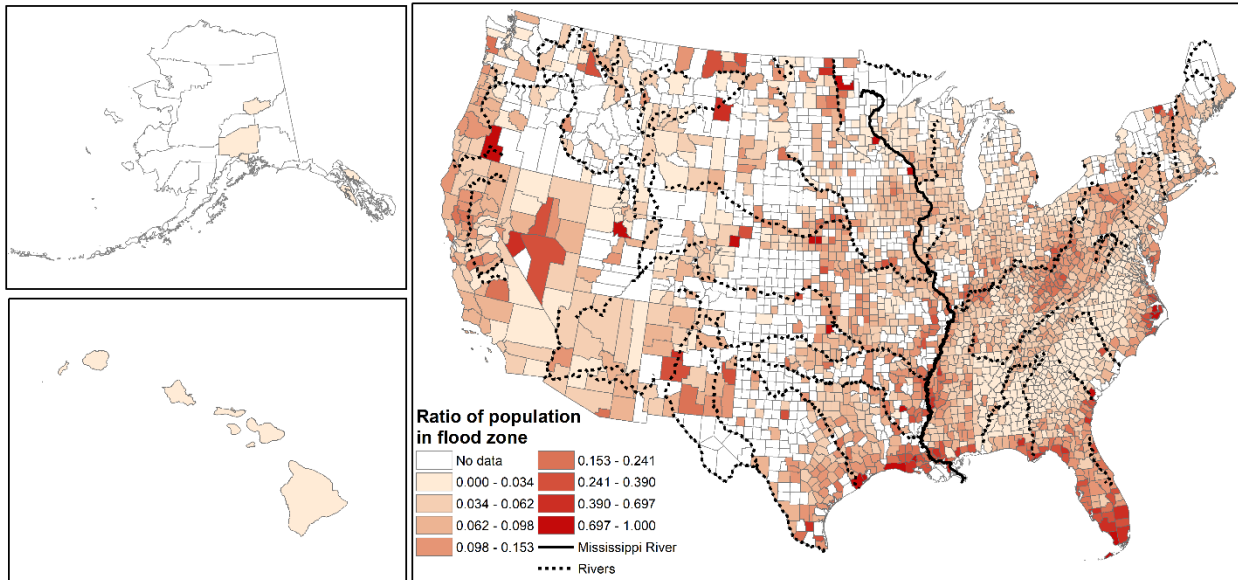 Ratio of population
in flood zone
No data
0.000 - 0.034
0.034 - 0.062
0.062 - 0.098
0.098 - 0.153
0.153 - 0.241
0.241 - 0.390
0.390 - 0.697
0.697 - 1.000
Mississippi River
Rivers